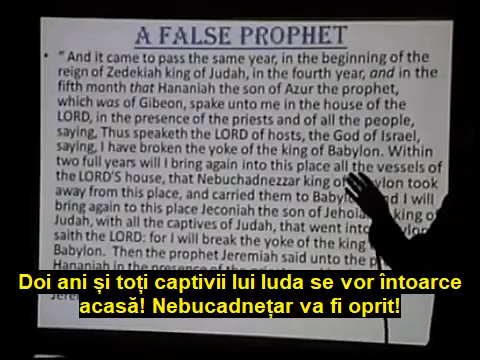 A FALSE PROPHET
• " And it came to pass the same year, in the beginning of the
reign of Zedekiah king of Judah, in the fourth year, and in the
fifth month that Hananiah the son of Azur the prophet,
which was of Gibeon, spake unto me in the house of the
LORD, in the presence of the priests and of all the people,
saying, Thus speaketh the LORD of hosts, the God of Israel,
saying, I have broken the yoke of the king of Babylon. Within
two full years will I bring again into this place all the vessels of
the LORD'S house, that Nebuchadnezzar king of Babylon took
away from this place, and carried them to Babylon: And I will
bring again to this place Jeconiah the son of Jehoiakim king of
Judah, with all the captives of Judah, that went into Babylon,
saith the LORD: for I will break the yoke of the king of
Babylon. Then the prophet Jeremiah said unto the
Hananiah in the presence of the
Doi ani și toți captivii lui Iuda se vor întoarce
acasă! Nebucadnețar va fi oprit!